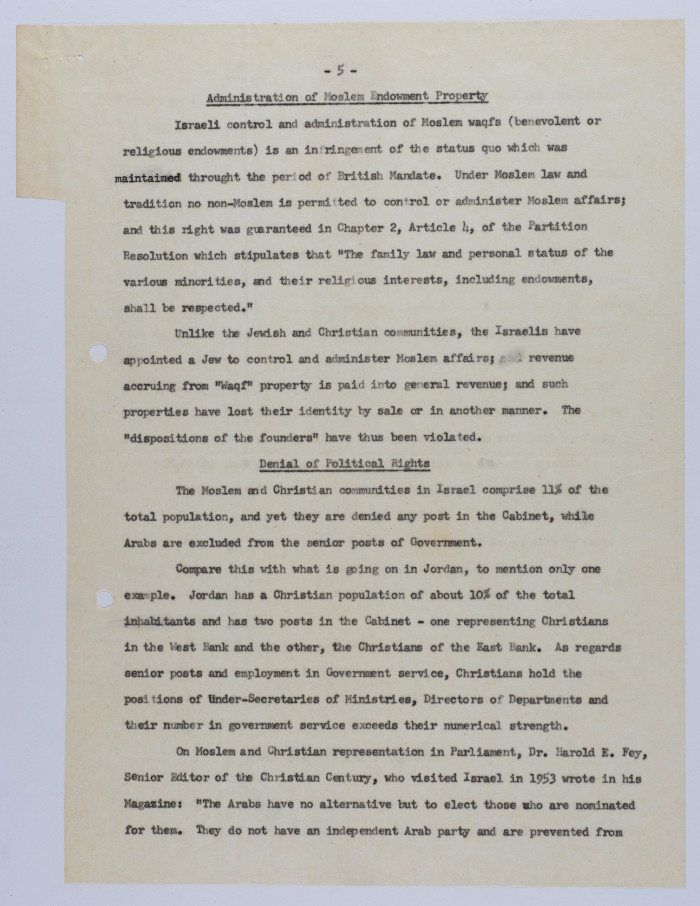 - 5 -
Administration of Moslem Endowment Property
Israeli control and administration of Moslem waqfs (benevolent or
religious endowments) is an infringement of the status quo which was
maintaimed throught the period of British Mandate. Under Moslem law and
tradition no non-Moslem is permitted to control or administer Moslem affairs;
and this right was guaranteed in Chapter 2, Article 4, of the Partition
Resolution which stipulates that "The family law and personal status of the
various minorities, and their religious interests, including endowments,
shall be respected."
Unlike the Jewish and Christian communities, the Israelis have
appointed a Jew to control and administer Moslem affairs; and revenue
accruing from "Waqf" property is paid into general revenue; and such
properties have lost their identity by sale or in another manner. The
"dispositions of the founders" have thus been violated.
Denial of Political Rights
The Moslem and Christian communities in Israel comprise 11% of the
total population, and yet they are denied any post in the Cabinet, while
Arabs are excluded from the senior posts of Government.
Compare this with what is going on in Jordan, to mention only one
example. Jordan has a Christian population of about 10% of the total
inhabitants and has two posts in the Cabinet - one representing Christians
in the West Bank and the other, the Christians of the East Bank. As regards
senior posts and employment in Government service, Christians hold the
positions of Under-Secretaries of Ministries, Directors of Departments and
their number in government service exceeds their numerical strength.
On Moslem and Christian representation in Parliament, Dr. Harold E. Fey,
Senior Editor of the Christian Century, who visited Israel in 1953 wrote in his
Magazine: "The Arabs have no alternative but to elect those who are nominated
for them. They do not have an independent Arab party and are prevented from